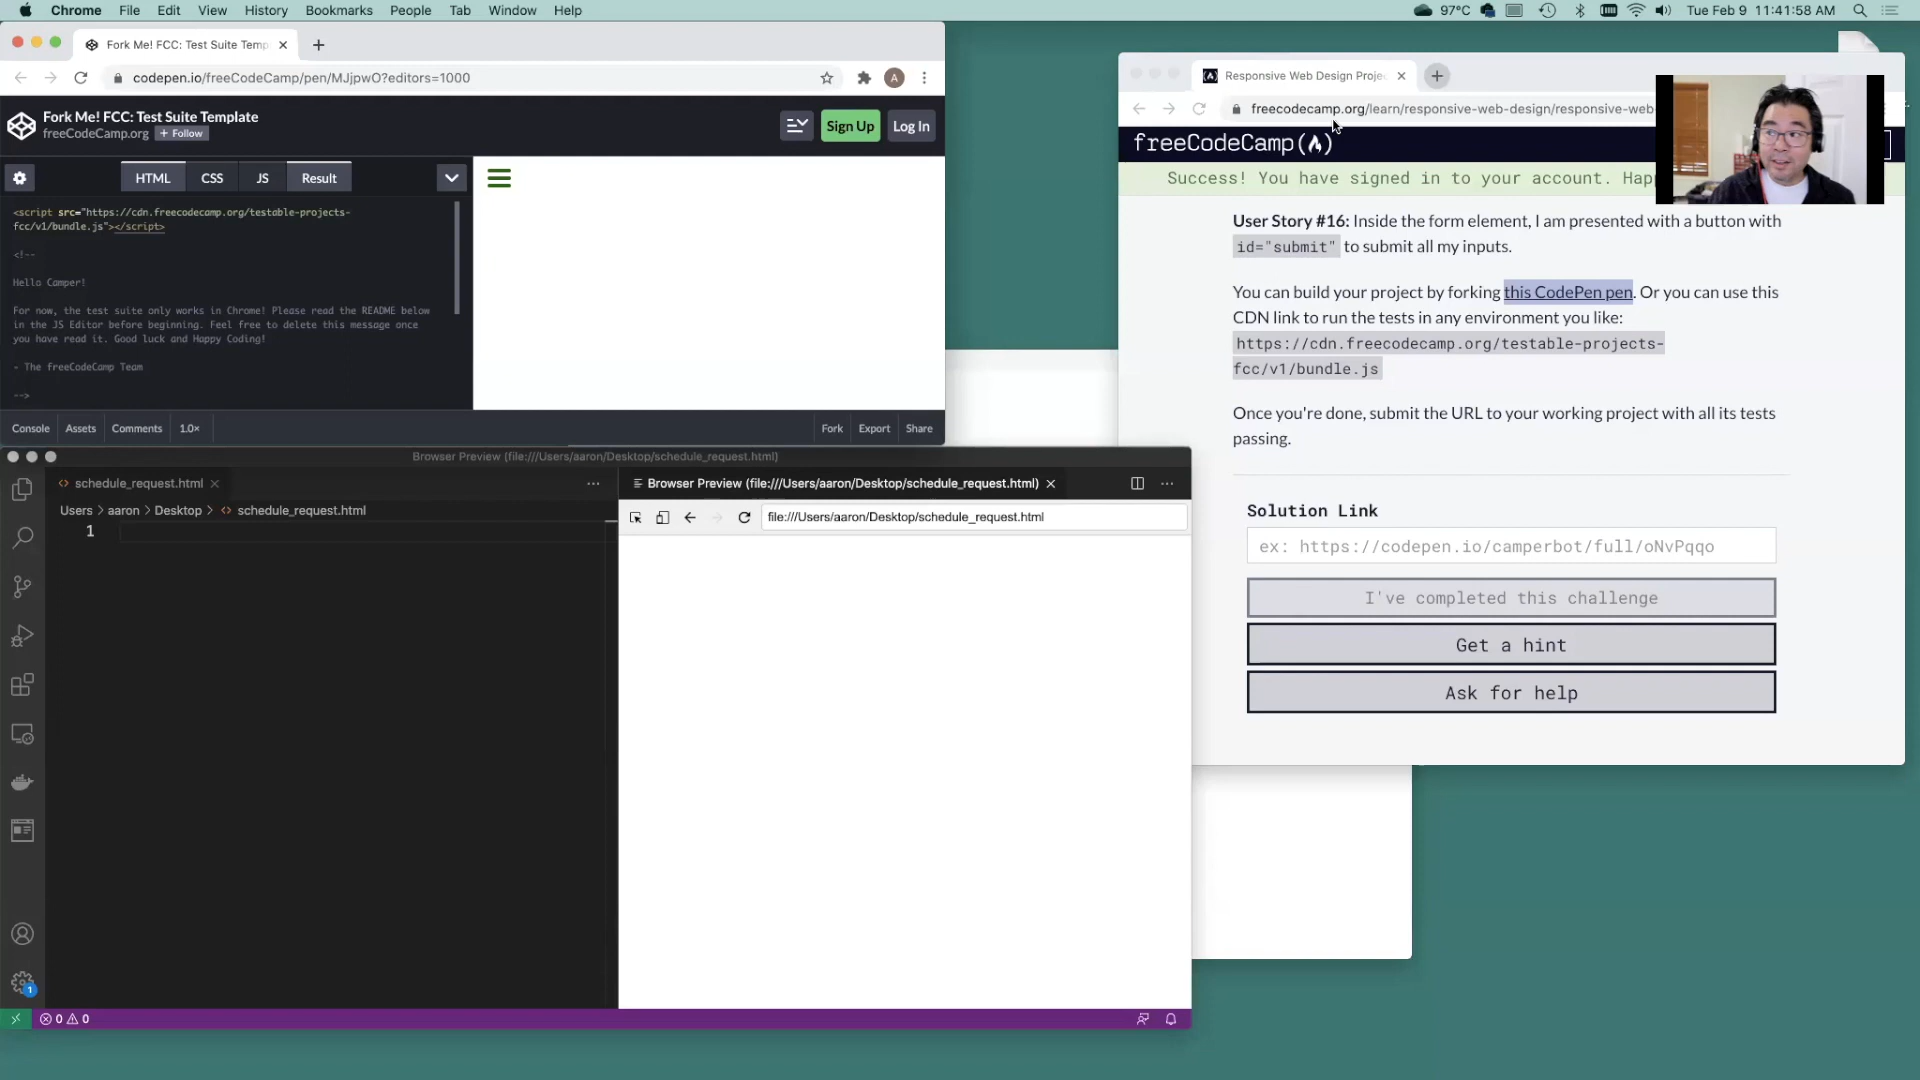 Chrome File Edit View History Bookmarks People Tab Window Help
97°C Tue Feb 9 11:41:58 AM
Fork Me! FCC: Test Suite Temp
codepen.io/freeCodeCamp/pen/MJjpwO?editors=1000
A
Fork Me! FCC: Test Suite Template
freeCodeCamp.org + Follow
Sign Up Log In
HTML CSS JS Result
<script src="https://cdn.freecodecamp.org/testable-projects-
fcc/v1/bundle.js"></script>
<!--
Hello Camper!
For now, the test suite only works in Chrome! Please read the README below
in the JS Editor before beginning. Feel free to delete this message once
you have read it. Good luck and Happy Coding!
- The freeCodeCamp Team
-->
Console Assets Comments 1.0× Fork Export Share
Browser Preview (file:///Users/aaron/Desktop/schedule_request.html)
schedule_request.html
Users > aaron > Desktop > schedule_request.html
1
Browser Preview (file:///Users/aaron/Desktop/schedule_request.html)
file:///Users/aaron/Desktop/schedule_request.html
1
0 0
Responsive Web Design Projec
freecodecamp.org/learn/responsive-web-design/responsive-web-
freeCodeCamp(
Success! You have signed in to your account. Hap
User Story #16: Inside the form element, I am presented with a button with
id="submit" to submit all my inputs.
You can build your project by forking this CodePen pen. Or you can use this
CDN link to run the tests in any environment you like:
https://cdn.freecodecamp.org/testable-projects-
fcc/v1/bundle.js
Once you're done, submit the URL to your working project with all its tests
passing.
Solution Link
ex: https://codepen.io/camperbot/full/oNvPqqo
I've completed this challenge
Get a hint
Ask for help